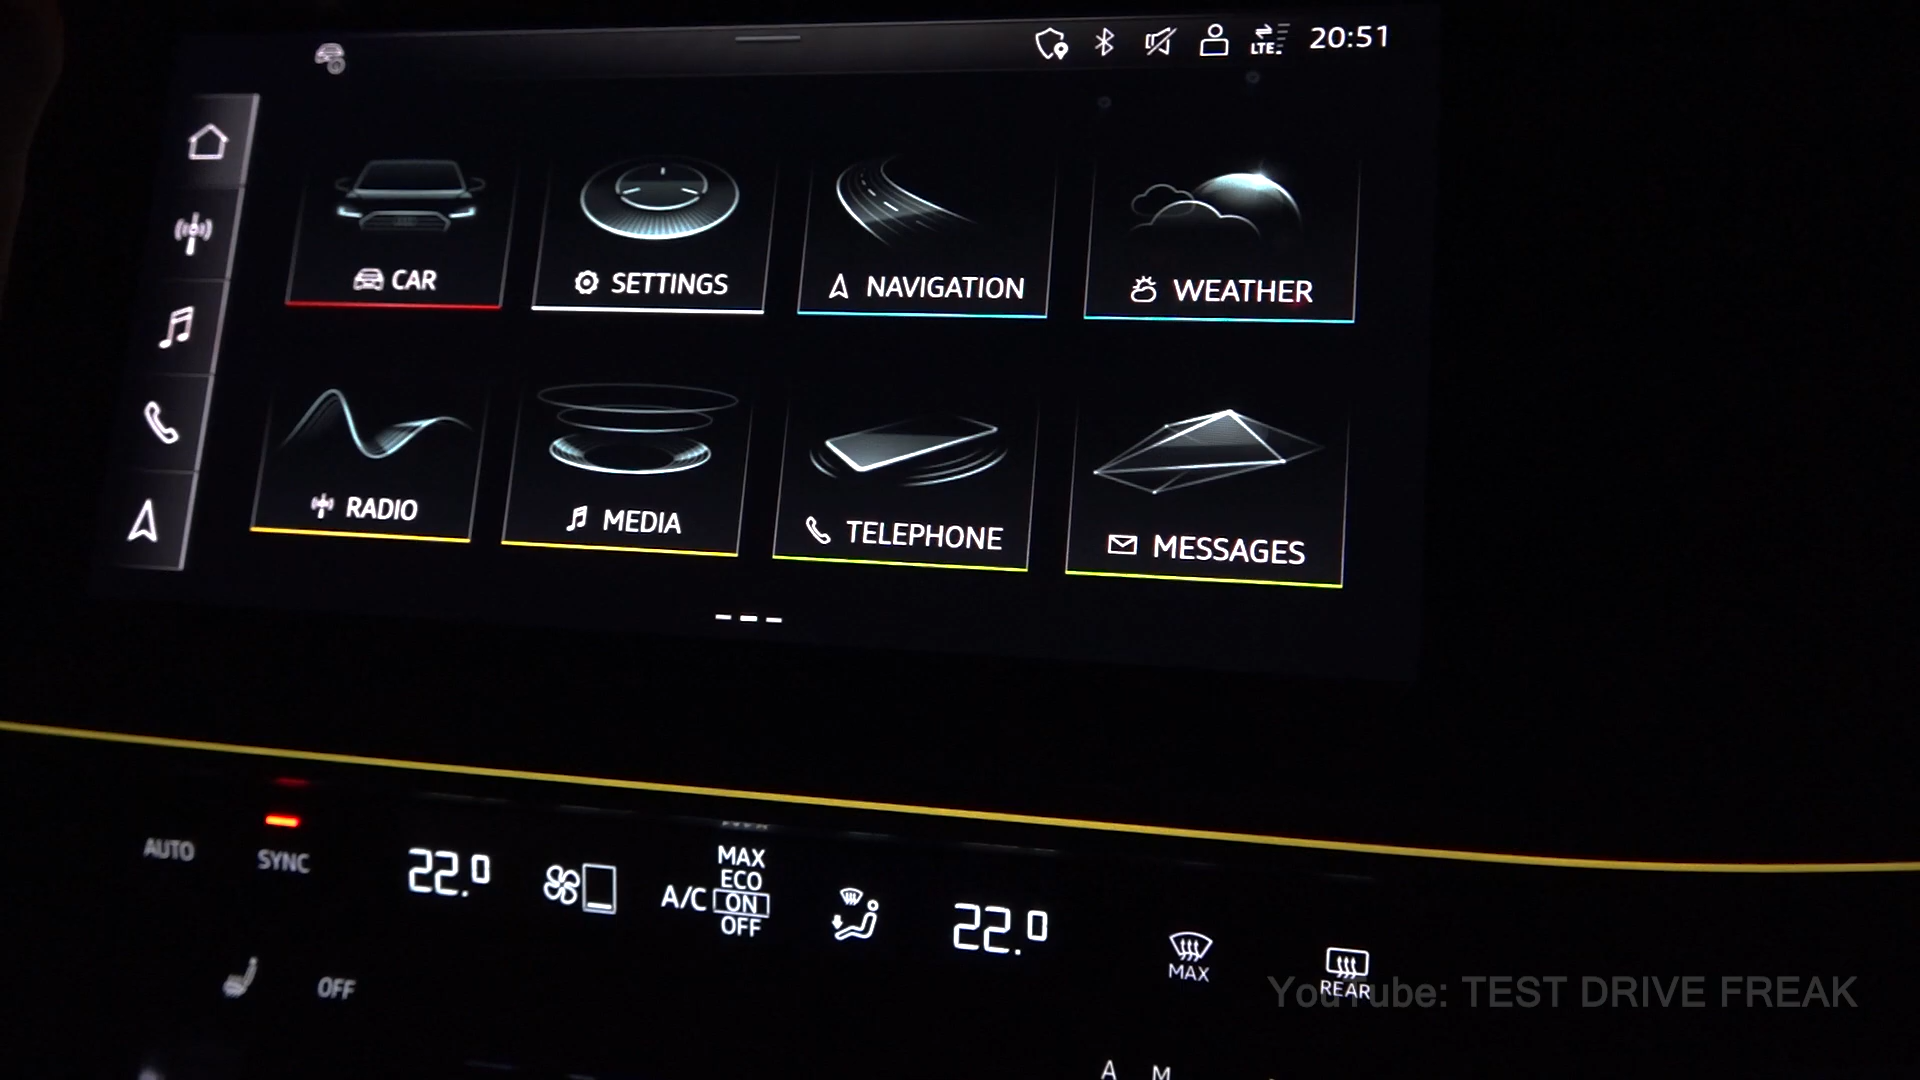 LTE
20:51
CAR
SETTINGS
NAVIGATION
WEATHER
RADIO
MEDIA
TELEPHONE
MESSAGES
AUTO
SYNC
22.0
A/C
MAX
ECO
ON
OFF
22.0
MAX
REAR
OFF
YouTube: TEST DRIVE FREAK
A M